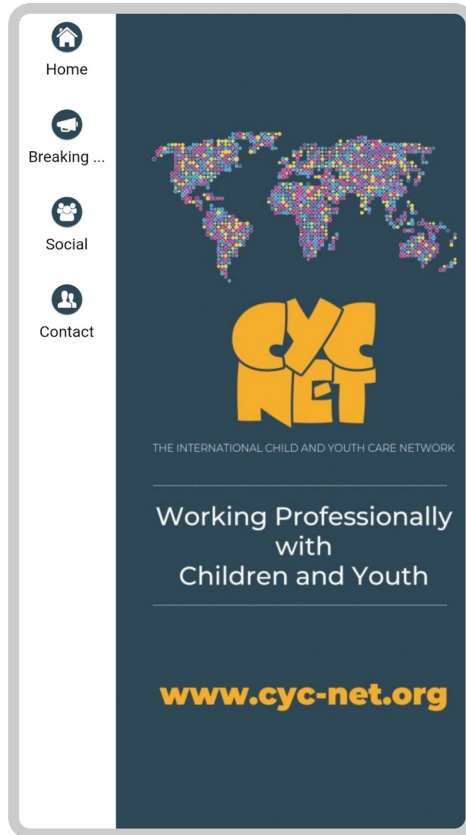 Home
Breaking ...
Social
Contact
CYC
NET
THE INTERNATIONAL CHILD AND YOUTH CARE NETWORK
Working Professionally
with
Children and Youth
www.cyc-net.org